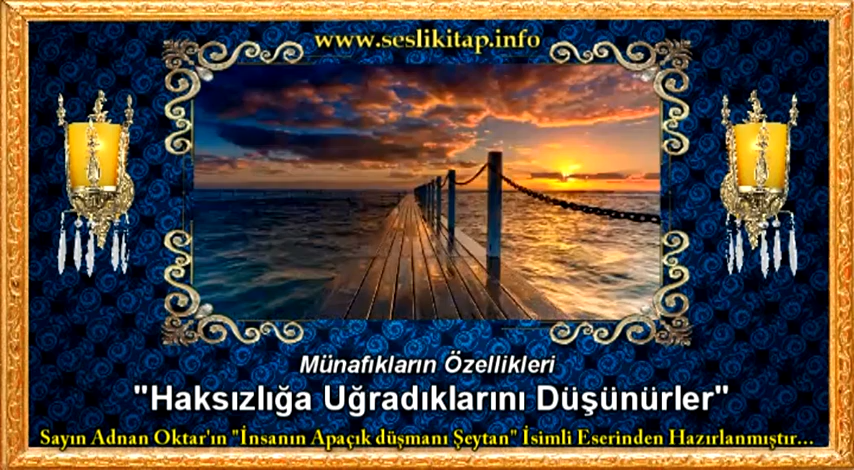 www.seslikitap.info
Münafıkların Özellikleri
"Haksızlığa Uğradıklarını Düşünürler"
Sayın Adnan Oktar'ın "İnsanın Apaçık düşmanı Şeytan" İsimli Eserinden Hazırlanmıştır...